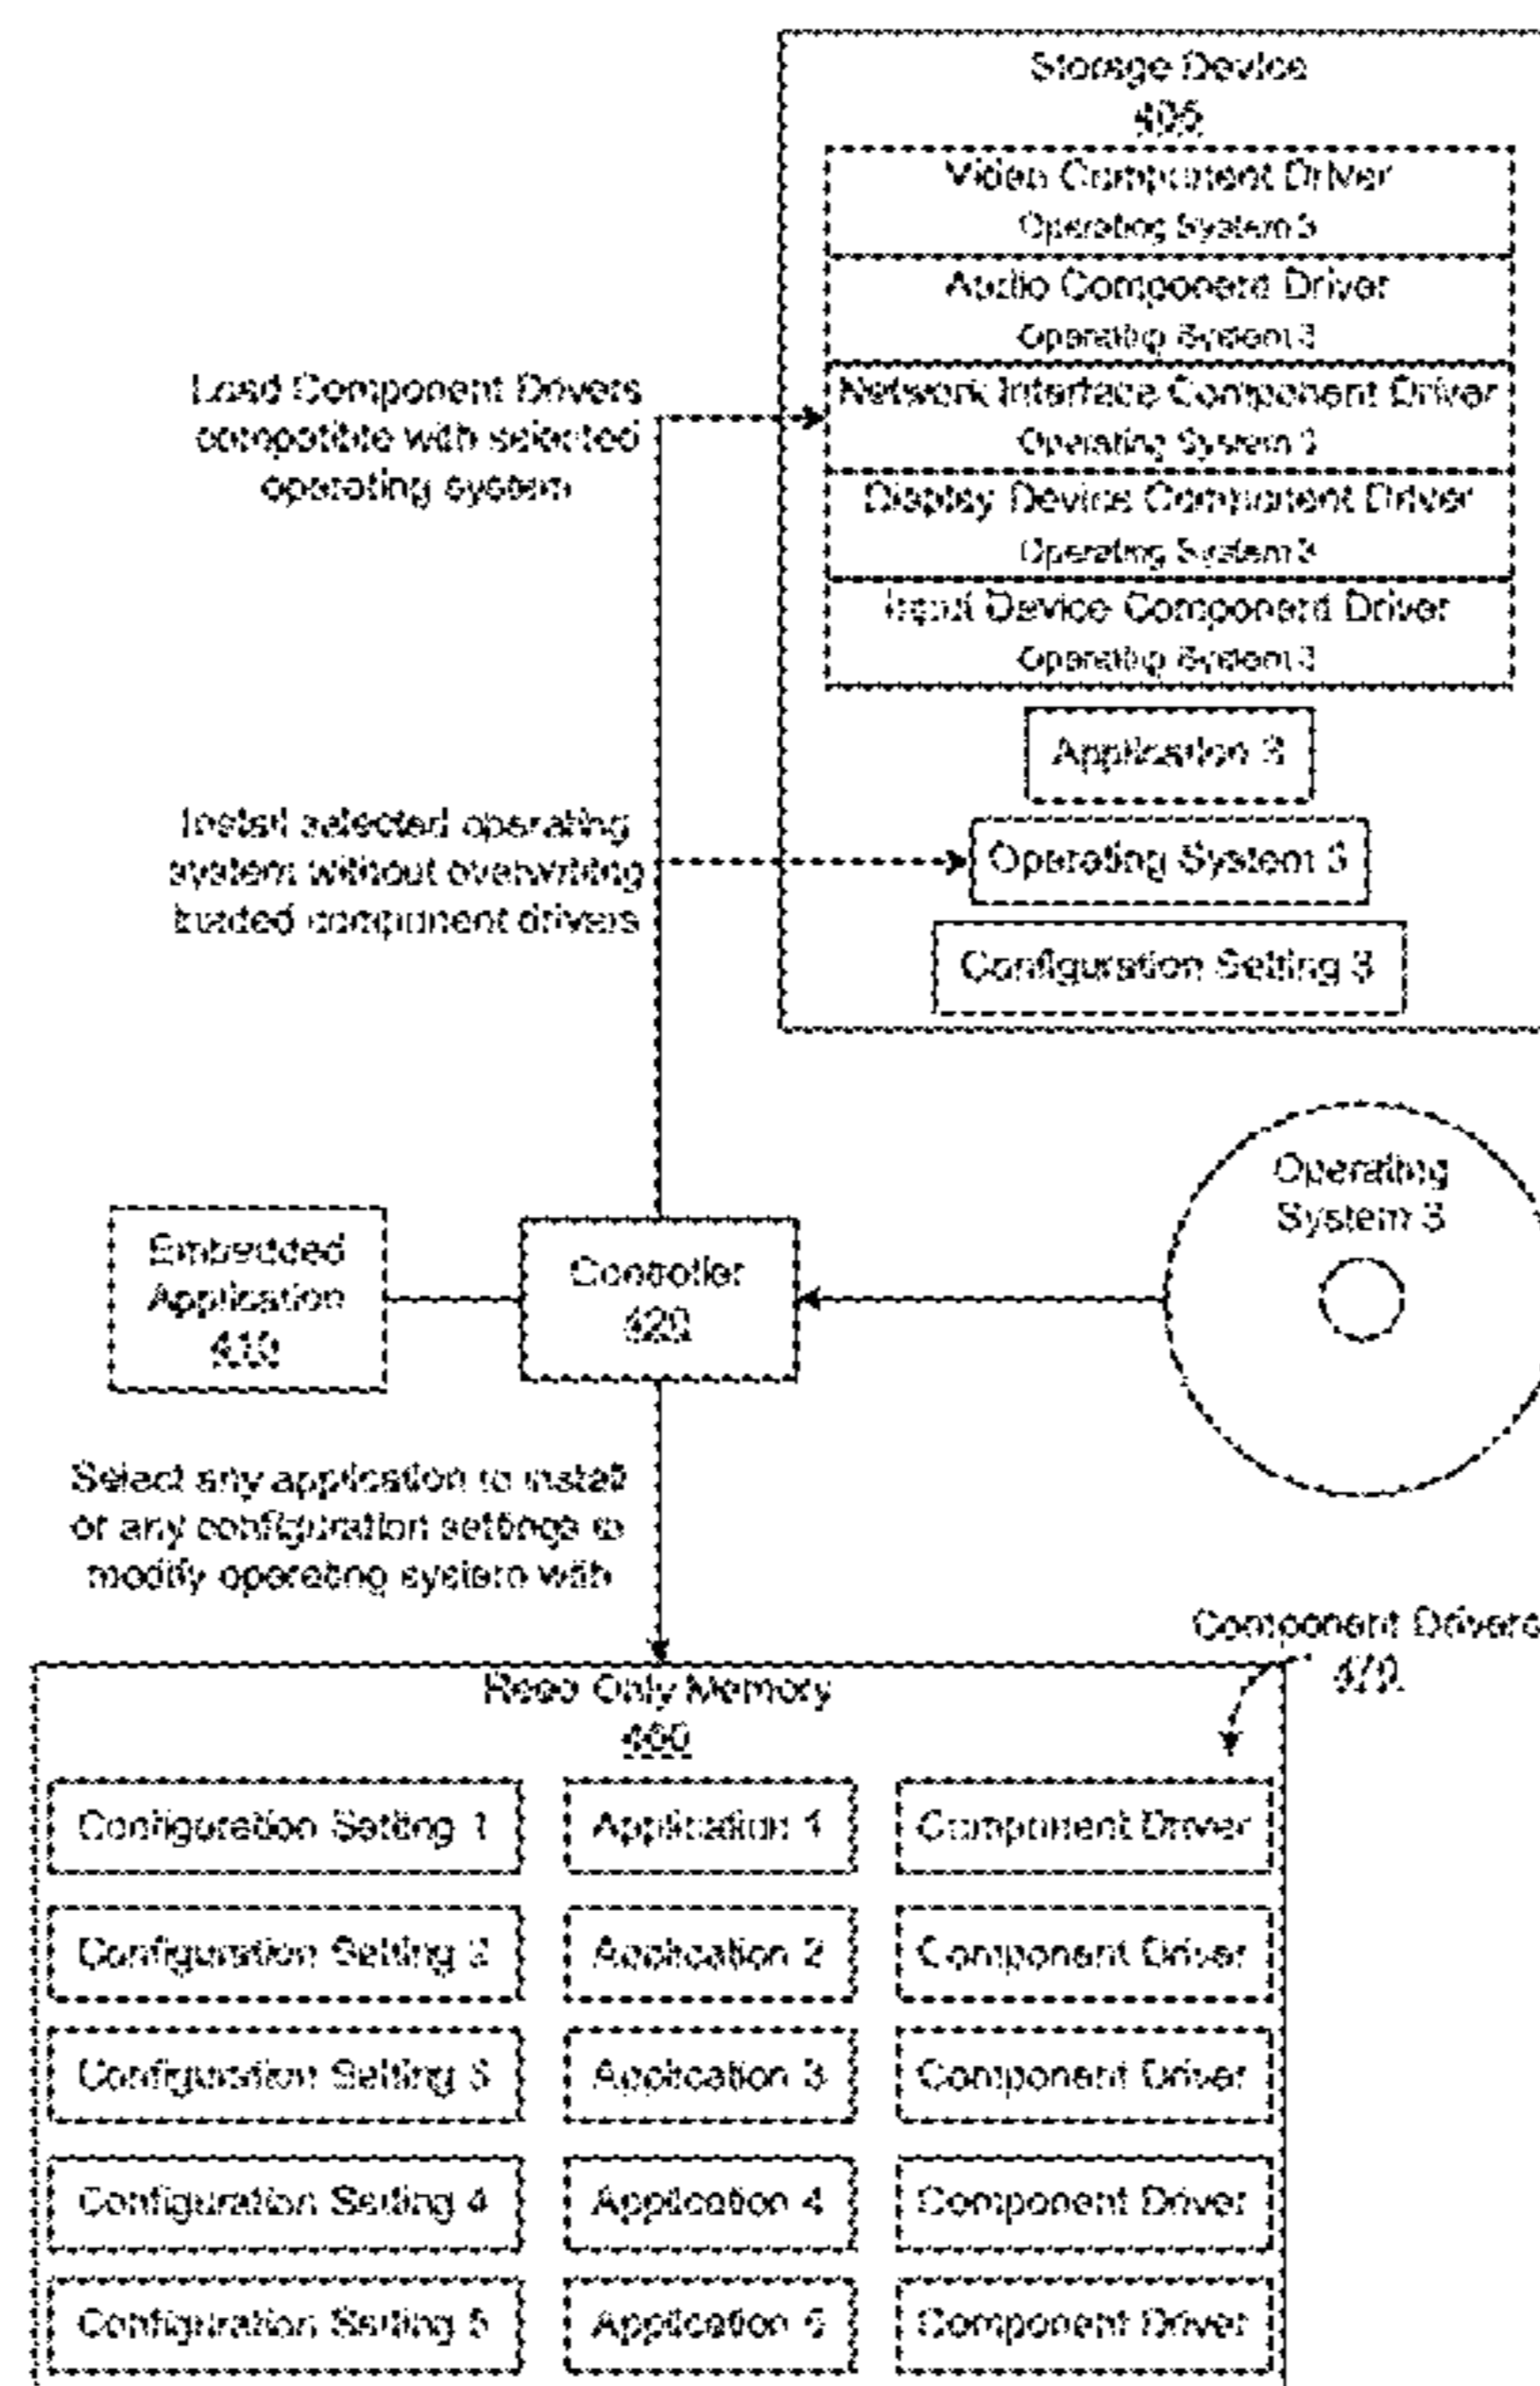 Storage Device
405
Video Component Driver
Operating System 3
Audio Component Driver
Operating System 3
Network Interface Component Driver
Operating System 3
Display Device Component Driver
Operating System 3
Input Device Component Driver
Operating System 3
Application 3
Operating System 3
Configuration Setting 3
Load Component Drivers
compatible with selected
operating system
Install selected operating
system without overwriting
loaded component drivers
Embedded
Application
410
Controller
420
Operating
System 3
Select any application to install
or any configuration settings to
modify operating system with
Component Drivers
470
Read Only Memory
460
Configuration Setting 1
Application 1
Component Driver
Configuration Setting 2
Application 2
Component Driver
Configuration Setting 3
Application 3
Component Driver
Configuration Setting 4
Application 4
Component Driver
Configuration Setting 5
Application
Component Driver